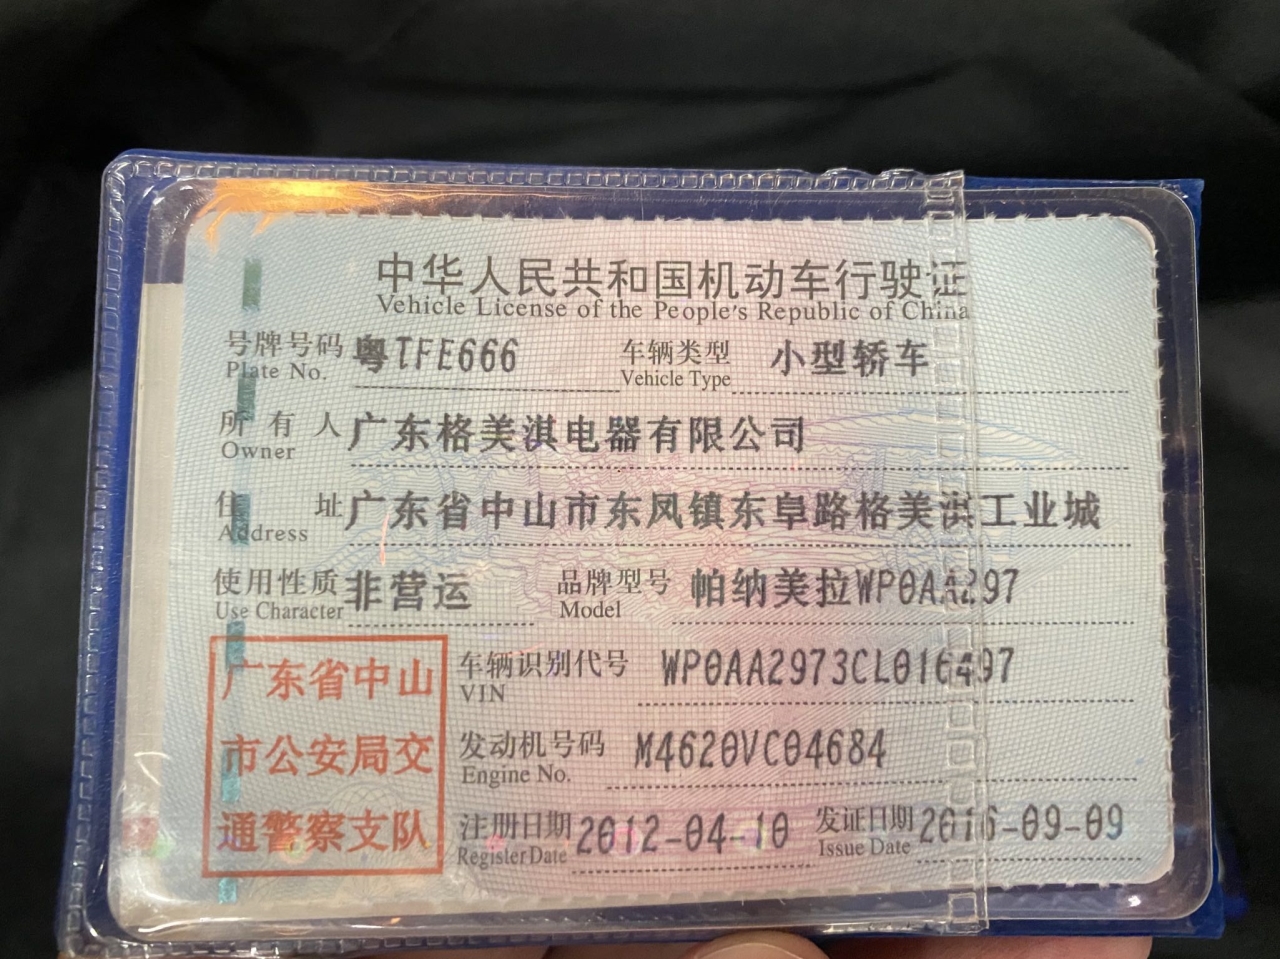 中华人民共和国机动车行驶证
Vehicle License of the People's Republic of China
号牌号码 粤TFE666 车辆类型 小型轿车
Plate No. Vehicle Type
所有人 广东格美淇电器有限公司
Owner
住址 广东省中山市东凤镇东阜路格美淇工业城
Address
使用性质 非营运 品牌型号 帕纳美拉WP0AA297
Use Character Model
车辆识别代号 WP0AA2973CL016497
VIN
发动机号码 M4620VC04684
Engine No.
注册日期 2012-04-10 发证日期 2016-09-09
Register Date Issue Date
广东省中山
市公安局交
通警察支队